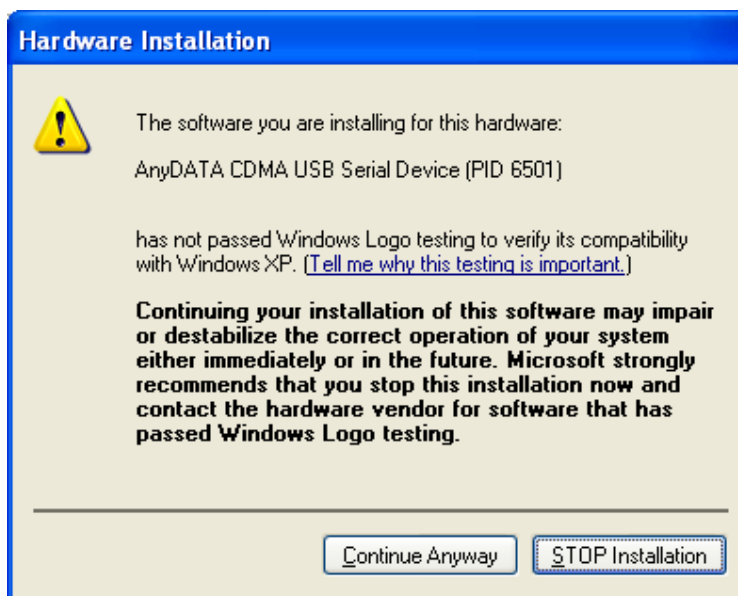 Hardware Installation
The software you are installing for this hardware:
AnyDATA CDMA USB Serial Device (PID 6501)
has not passed Windows Logo testing to verify its compatibility
with Windows XP. (Tell me why this testing is important.)
Continuing your installation of this software may impair
or destabilize the correct operation of your system
either immediately or in the future. Microsoft strongly
recommends that you stop this installation now and
contact the hardware vendor for software that has
passed Windows Logo testing.
Continue Anyway
STOP Installation